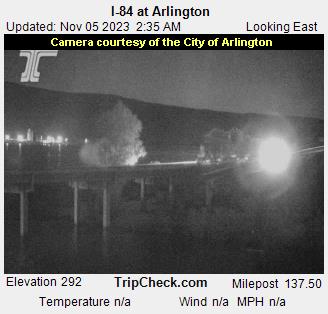 I-84 at Arlington
Updated: Nov 05 2023 2:35 AM Looking East
Camera courtesy of the City of Arlington
Elevation 292 TripCheck.com Milepost 137.50
Temperature n/a Wind n/a MPH n/a